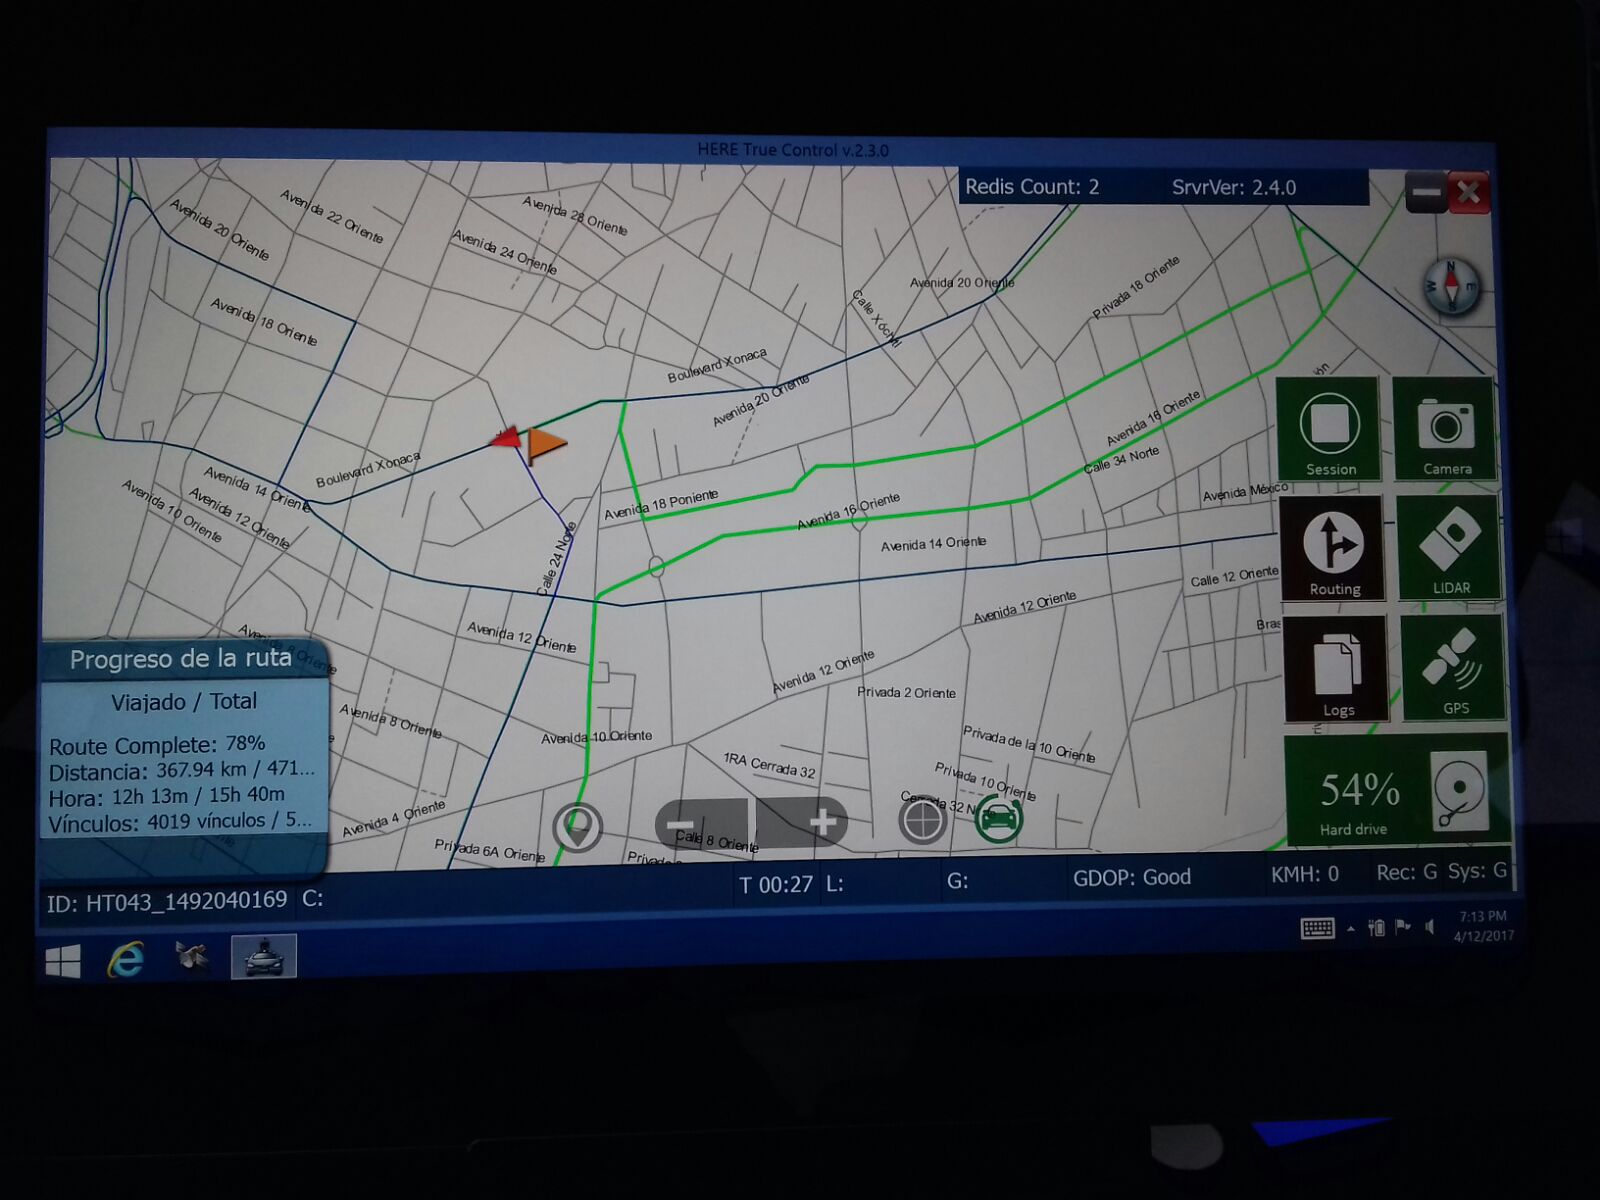 HERE True Control v.2.3.0
Redis Count: 2 SrvrVer: 2.4.0
Avenida 20 Oriente
Avenida 22 Oriente
Avenida 28 Oriente
Avenida 24 Oriente
Avenida 20 Oriente
Privada 18 Oriente
N
W
E
S
Calle Xóchitl
Avenida 18 Oriente
Boulevard Xonaca
Avenida 20 Oriente
Avenida 16 Oriente
Calle 34 Norte
Boulevard Xonaca
Avenida 14 Oriente
Avenida 10 Oriente
Avenida 12 Oriente
Avenida 18 Poniente
Avenida 16 Oriente
Avenida México
Avenida 14 Oriente
Calle 24 Norte
Calle 12 Oriente
Avenida 12 Oriente
Avenida 12 Oriente
Avenida 12 Oriente
Privada 2 Oriente
Avenida 8 Oriente
Avenida 10 Oriente
Privada de la 10 Oriente
1RA Cerrada 32
Privada 10 Oriente
Cerrada 32 N
Avenida 4 Oriente
Calle 8 Oriente
Privada 6A Oriente
Session
Camera
Routing
LIDAR
Logs
GPS
54%
Hard drive
Progreso de la ruta
Viajado / Total
Route Complete: 78%
Distancia: 367.94 km / 471...
Hora: 12h 13m / 15h 40m
Vínculos: 4019 vínculos / 5...
ID: HT043_1492040169 C: T 00:27 L: G: GDOP: Good KMH: 0 Rec: G Sys: G
7:13 PM
4/12/2017